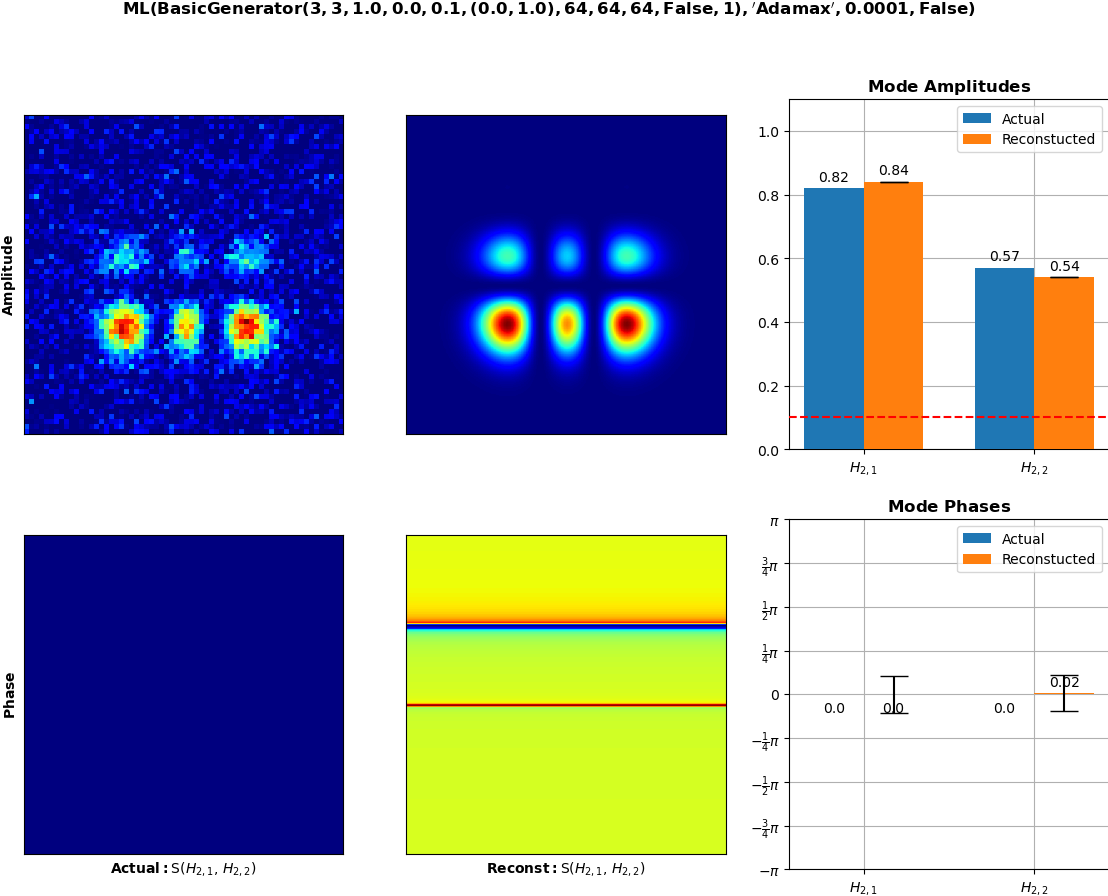 ML(BasicGenerator(3, 3, 1.0, 0.0, 0.1, (0.0, 1.0), 64, 64, 64, False, 1), ′Adamax′, 0.0001, False)
Amplitude
Mode Amplitudes
Actual
Reconstucted
1.0
0.8
0.6
0.4
0.2
0.0
0.82
0.84
0.57
0.54
H₂,₁
H₂,₂
Phase
Actual: S(H₂,₁, H₂,₂)
Reconst: S(H₂,₁, H₂,₂)
Mode Phases
Actual
Reconstucted
π
¾π
½π
¼π
0
−¼π
−½π
−¾π
−π
0.0
0.0
0.0
0.02
H₂,₁
H₂,₂